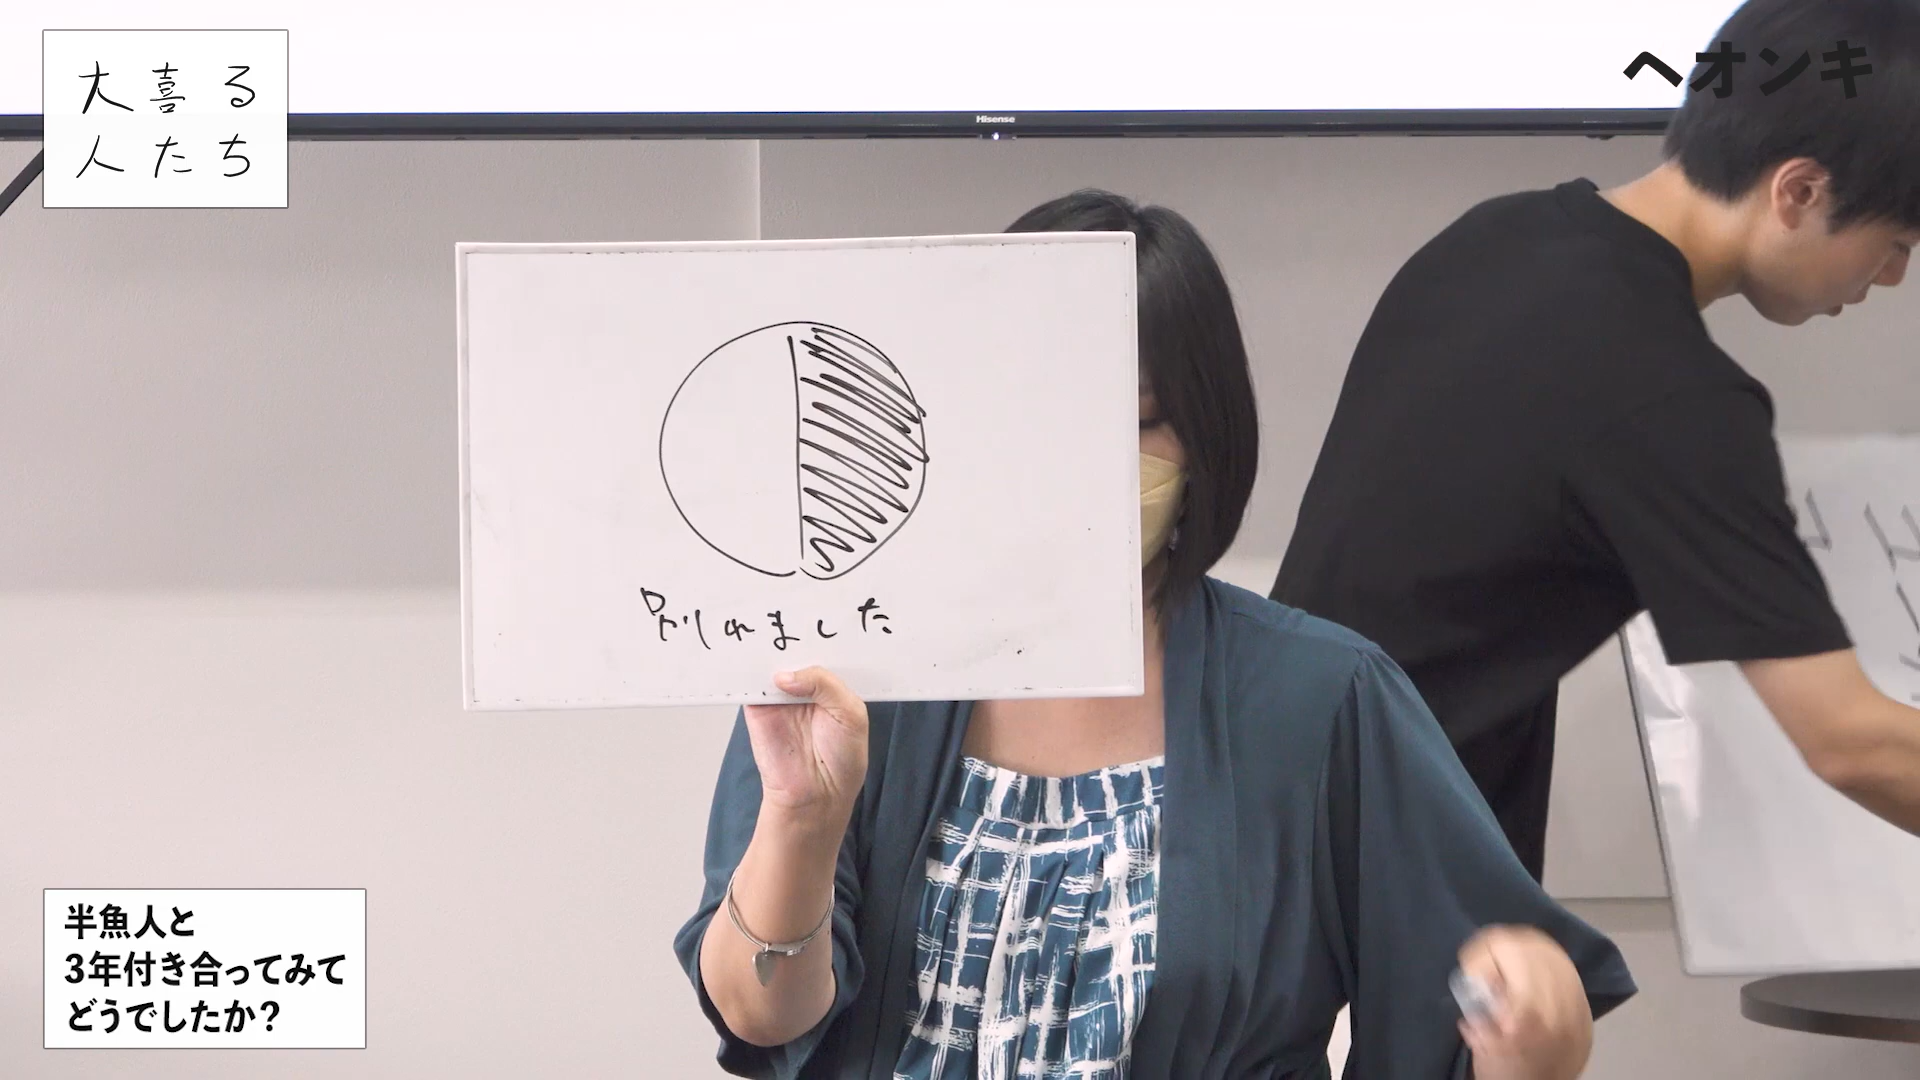 大喜る
人たち
ヘオンキ
Hisense
別れました
半魚人と
3年付き合ってみて
どうでしたか?